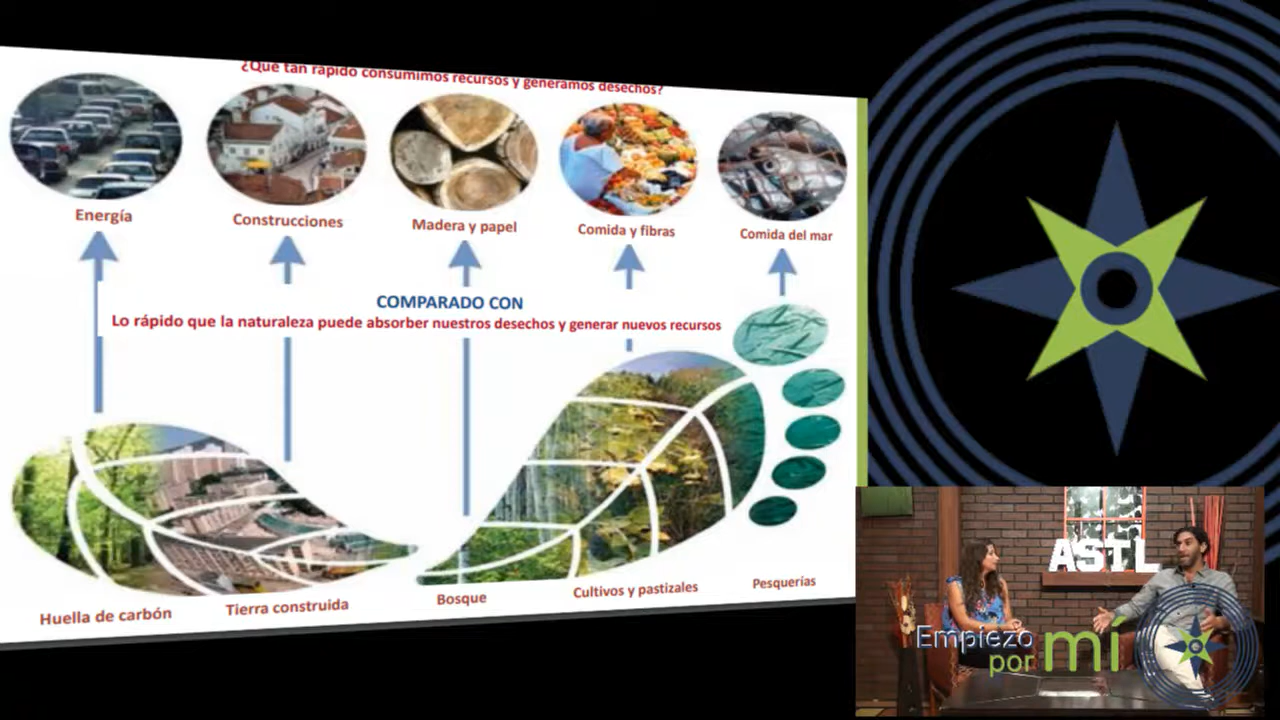 ¿Que tan rápido consumimos recursos y generamos desechos?
Energía
Construcciones
Madera y papel
Comida y fibras
Comida del mar
COMPARADO CON
Lo rápido que la naturaleza puede absorber nuestros desechos y generar nuevos recursos
Huella de carbón
Tierra construida
Bosque
Cultivos y pastizales
Pesquerías
ASTL
Empiezo
por mí